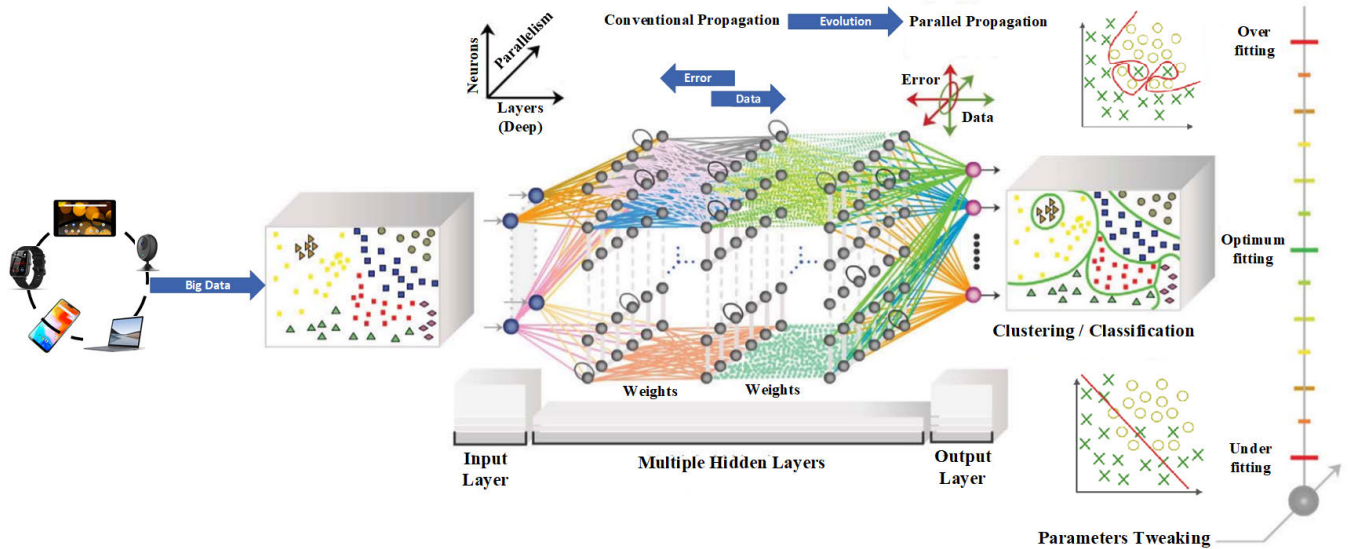 Conventional Propagation
Evolution
Parallel Propagation
Neurons
Parallelism
Layers
(Deep)
Error
Data
Error
Data
Over
fitting
Big Data
Optimum
fitting
Clustering / Classification
Weights
Weights
Input
Layer
Multiple Hidden Layers
Output
Layer
Under
fitting
Parameters Tweaking